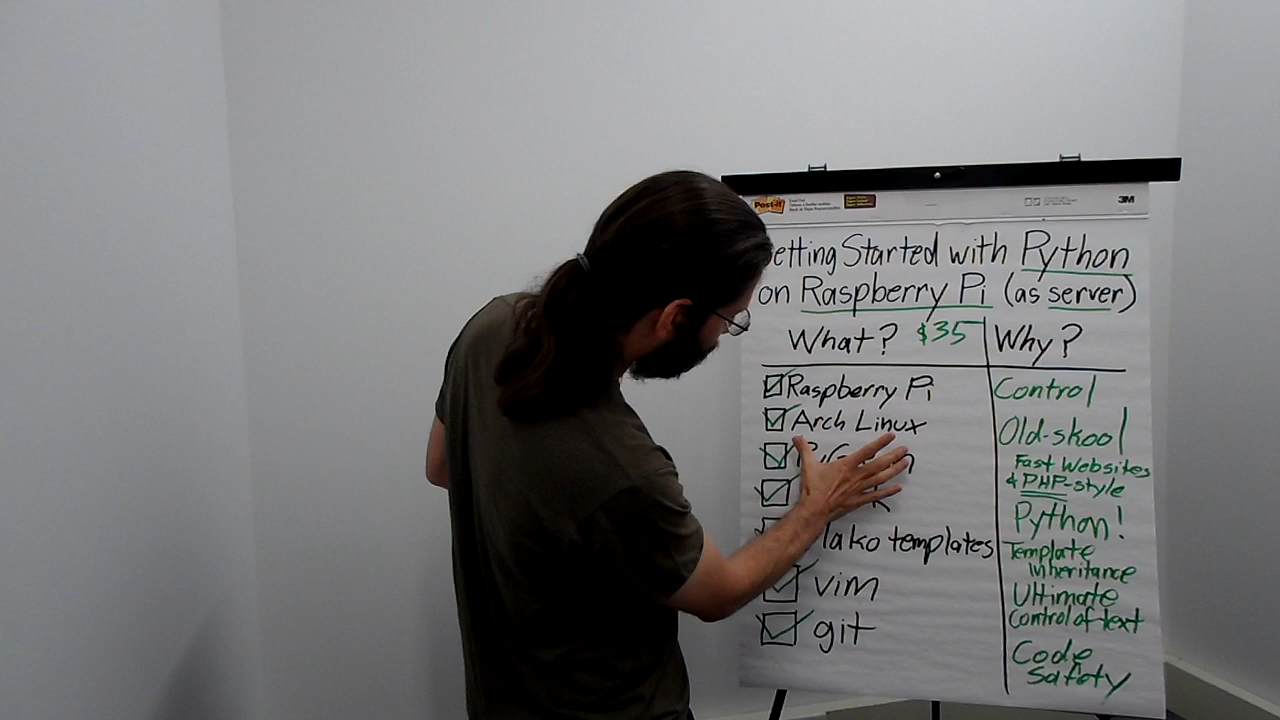 Post-it
3M
etting Started with Python
on Raspberry Pi (as server)
What? $35
Why?
Raspberry Pi
Control
Arch Linux
Old-skool
Fast Websites
& PHP-style
Python!
ako templates
Template
Inheritance
vim
Ultimate
Control of text
git
Code
Safety